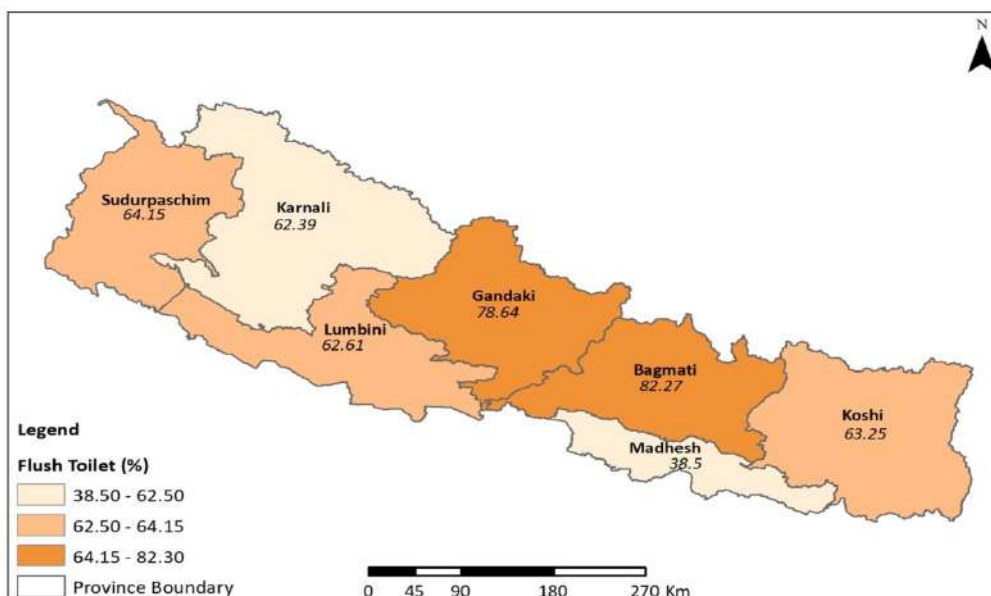 N
Sudurpaschim
64.15
Karnali
62.39
Gandaki
78.64
Lumbini
62.61
Bagmati
82.27
Koshi
63.25
Madhesh
38.5
Legend
Flush Toilet (%)
38.50 - 62.50
62.50 - 64.15
64.15 - 82.30
Province Boundary
0 45 90 180 270 Km